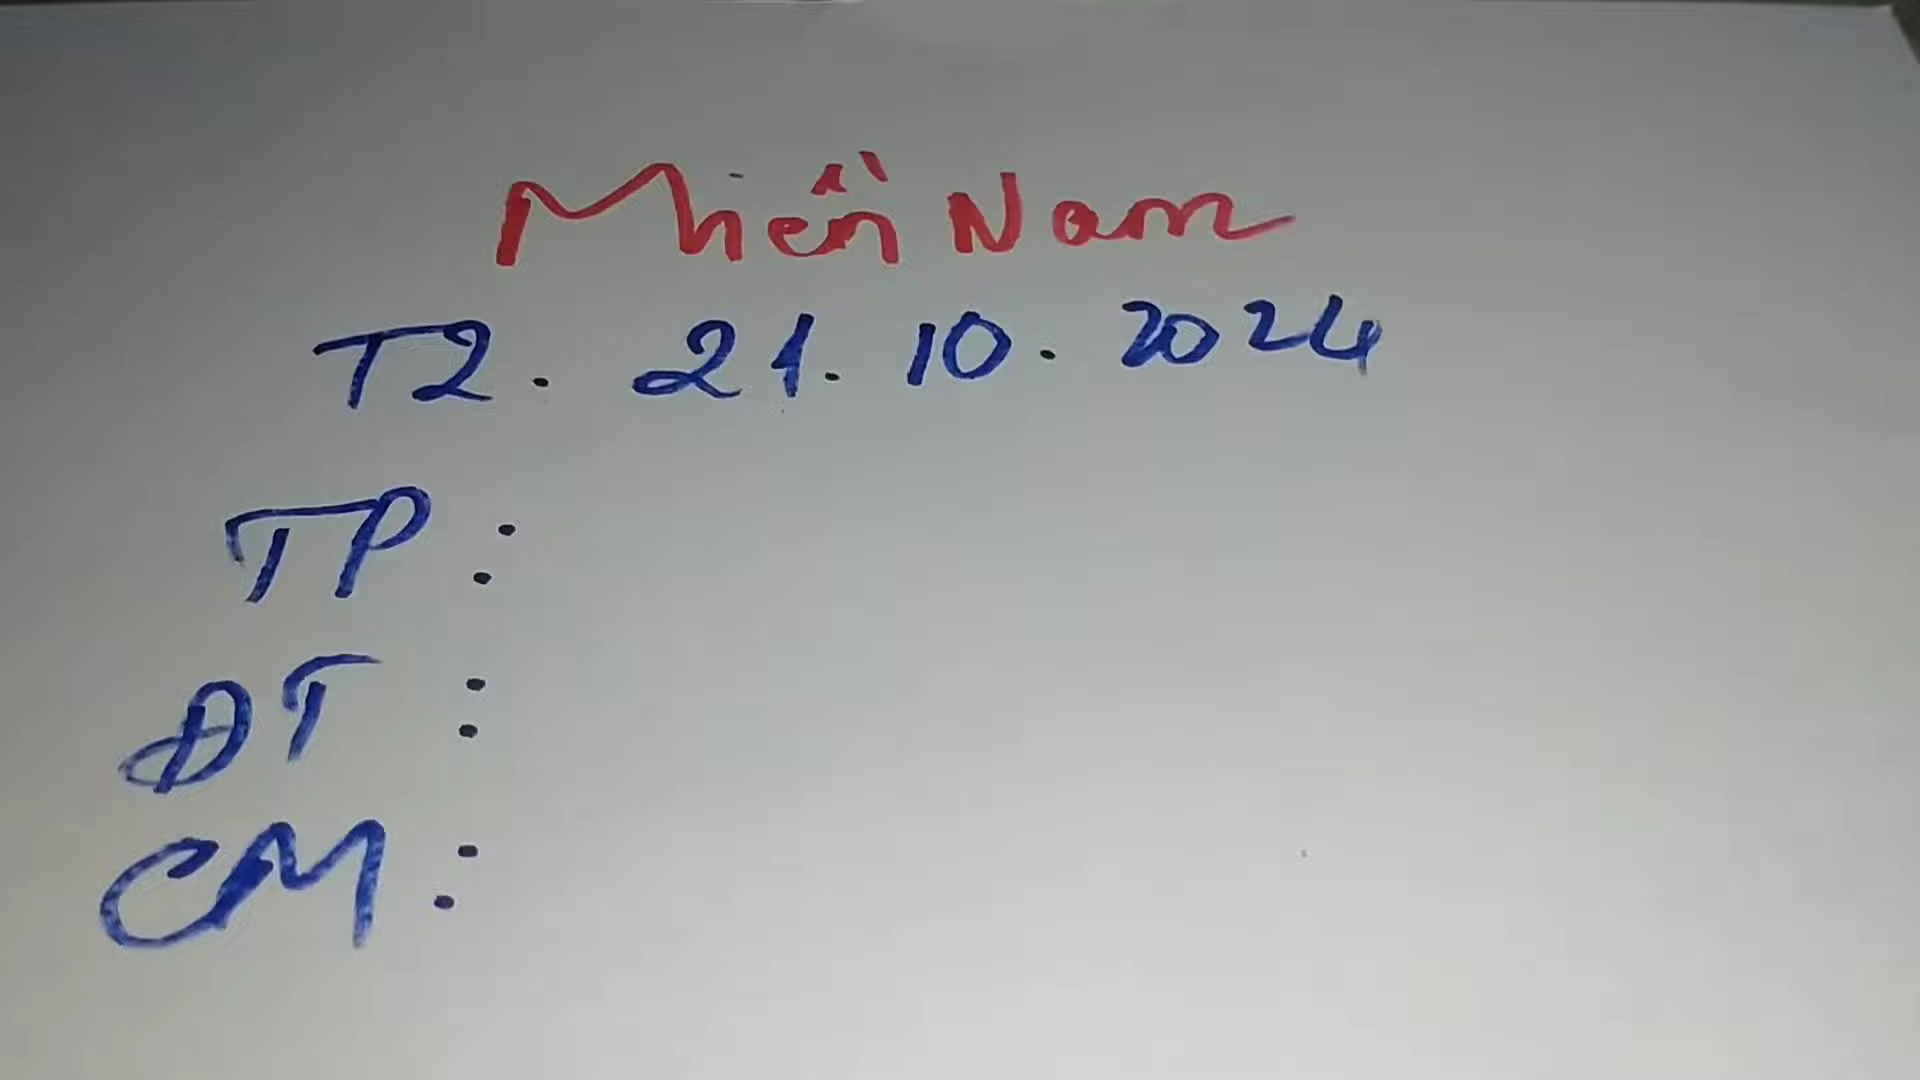 Miền Nam
T2. 21. 10. 2024
TP :
ĐT :
CM :